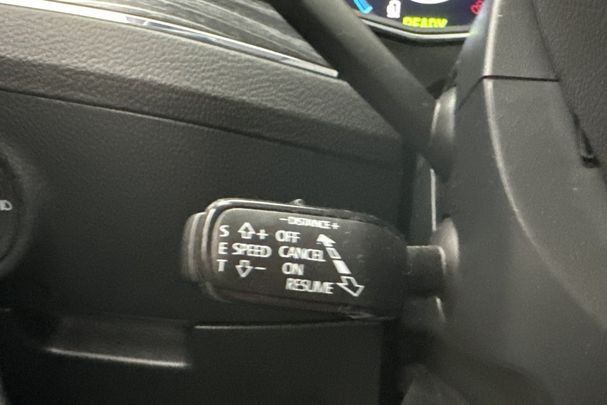 READY
- DISTANCE +
S + OFF
E SPEED CANCEL
T - ON
RESUME